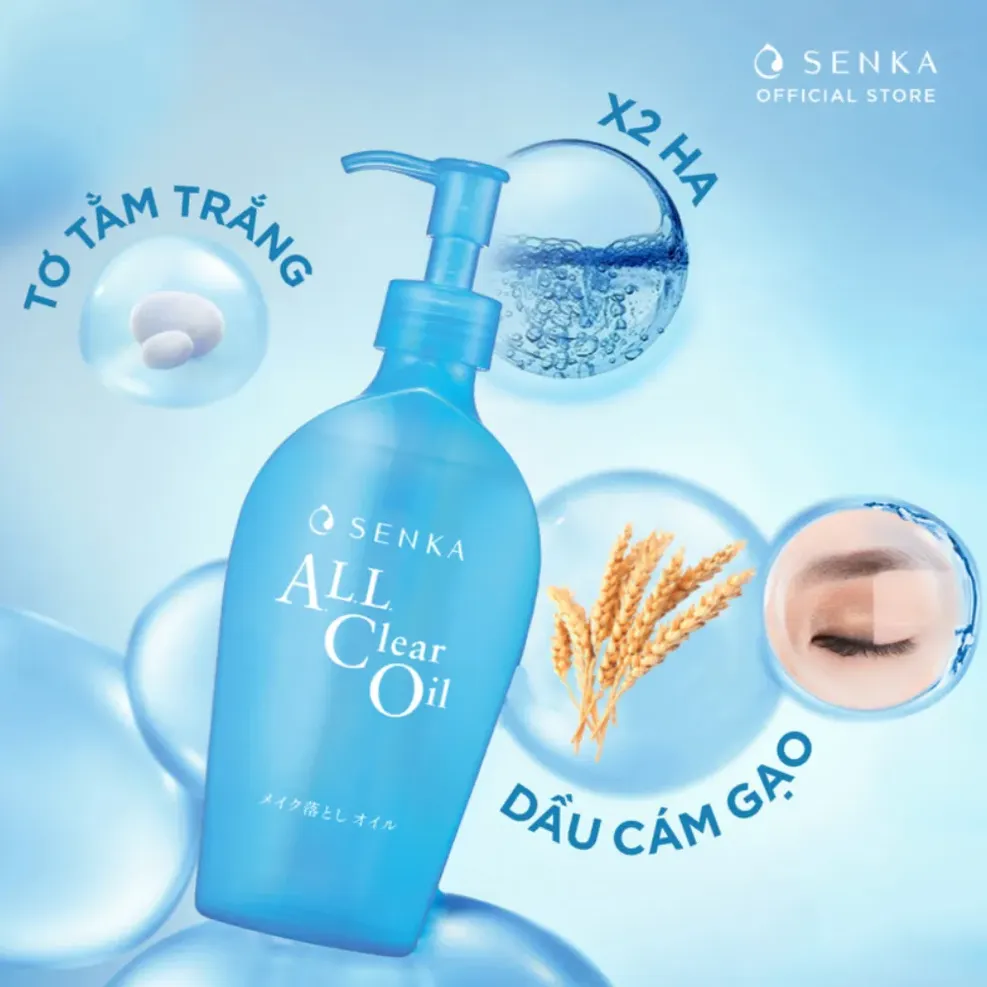 SENKA
OFFICIAL STORE
X2 HA
TƠ TẰM TRẮNG
SENKA
A.L.L.
Clear
Oil
メイク落とし オイル
DẦU CÁM GẠO